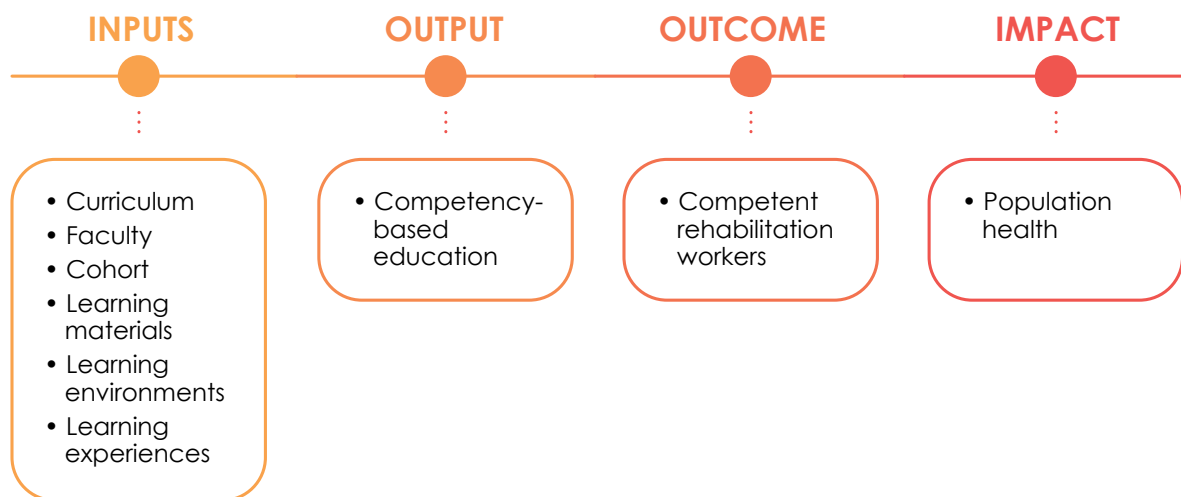 INPUTS
• Curriculum
• Faculty
• Cohort
• Learning
materials
• Learning
environments
• Learning
experiences
OUTPUT
• Competency-
based
education
OUTCOME
• Competent
rehabilitation
workers
IMPACT
• Population
health